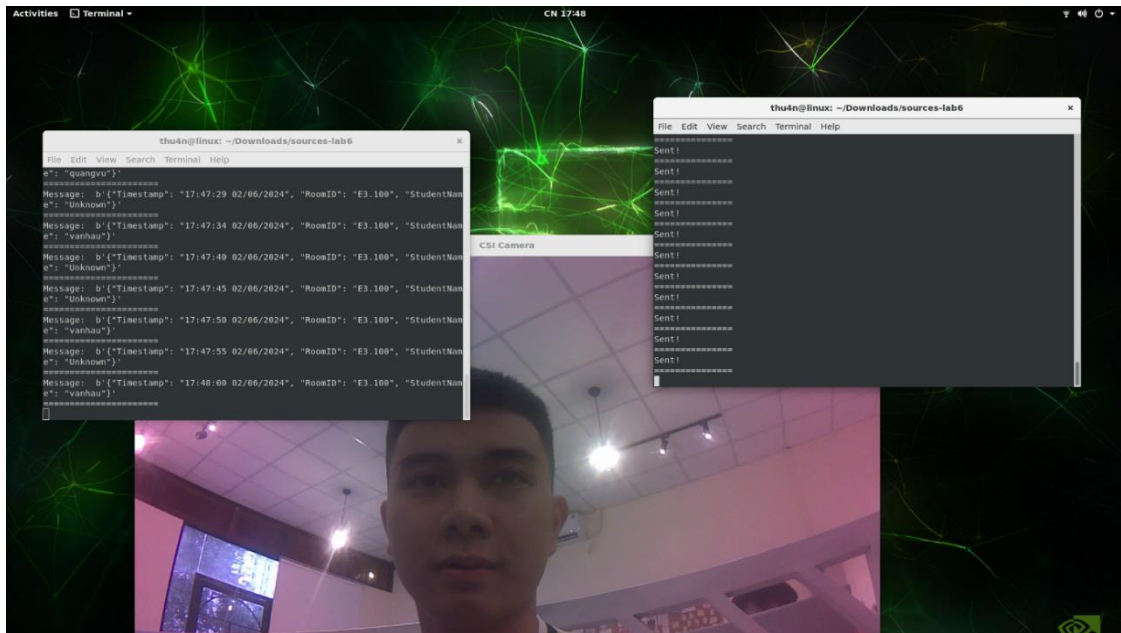 Activities Terminal
CN 17:48
thu4n@linux: ~/Downloads/sources-lab6
File Edit View Search Terminal Help
e": "quangvu"}'
======================
Message: b'{"Timestamp": "17:47:29 02/06/2024", "RoomID": "E3.100", "StudentNam
e": "Unknown"}'
======================
Message: b'{"Timestamp": "17:47:34 02/06/2024", "RoomID": "E3.100", "StudentNam
e": "vanhau"}'
======================
Message: b'{"Timestamp": "17:47:40 02/06/2024", "RoomID": "E3.100", "StudentNam
e": "Unknown"}'
======================
Message: b'{"Timestamp": "17:47:45 02/06/2024", "RoomID": "E3.100", "StudentNam
e": "Unknown"}'
======================
Message: b'{"Timestamp": "17:47:50 02/06/2024", "RoomID": "E3.100", "StudentNam
e": "vanhau"}'
======================
Message: b'{"Timestamp": "17:47:55 02/06/2024", "RoomID": "E3.100", "StudentNam
e": "Unknown"}'
======================
Message: b'{"Timestamp": "17:48:00 02/06/2024", "RoomID": "E3.100", "StudentNam
e": "vanhau"}'
======================
CSI Camera
thu4n@linux: ~/Downloads/sources-lab6
File Edit View Search Terminal Help
===============
Sent!
===============
Sent!
===============
Sent!
===============
Sent!
===============
Sent!
===============
Sent!
===============
Sent!
===============
Sent!
===============
Sent!
===============
Sent!
===============
Sent!
===============